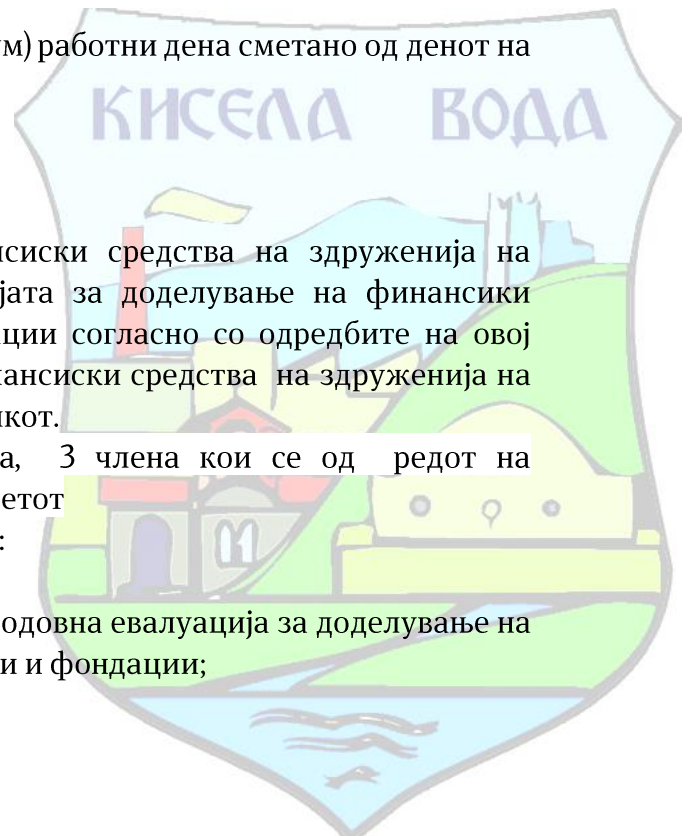 ум) работни дена сметано од денот на
КИСЕЛА ВОДА
нсиски средства на здруженија на
јата за доделување на финансики
ции согласно со одредбите на овој
нансиски средства на здруженија на
икот.
а, 3 члена кои се од редот на
етот
:
одовна евалуација за доделување на
и и фондации;